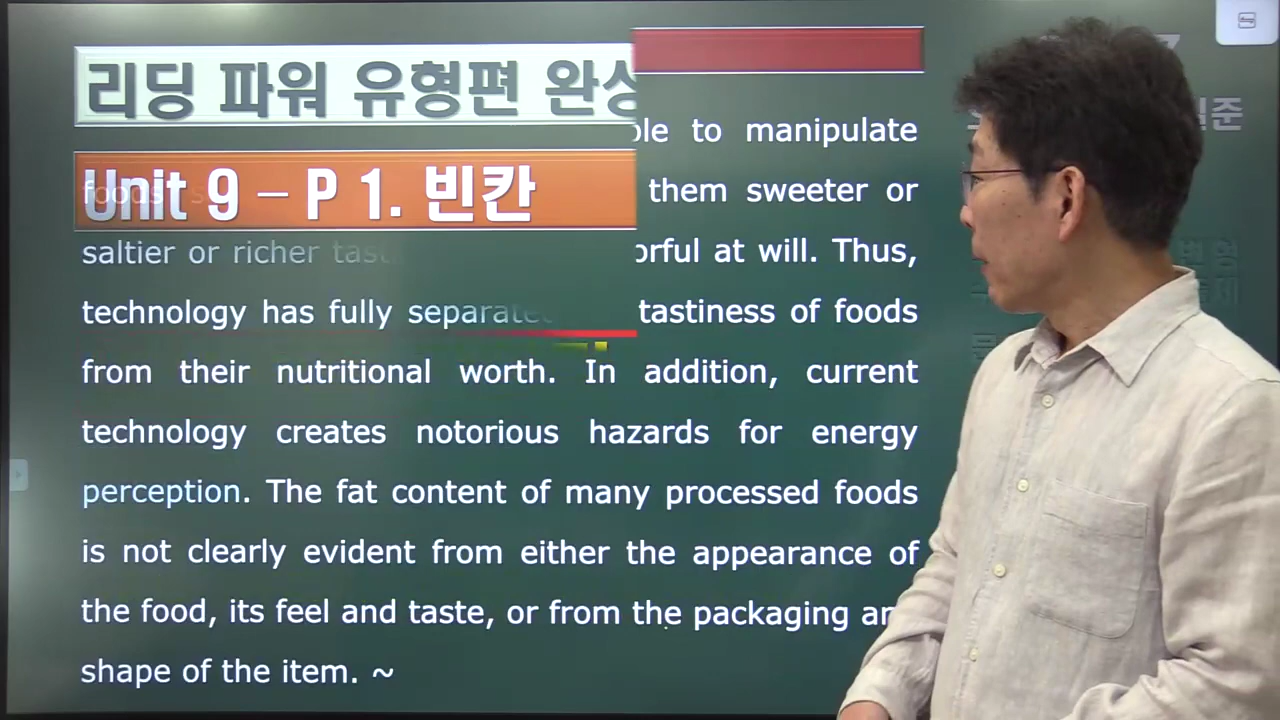 리딩 파워 유형편 완성
to manipulate
Unit 9 – P 1. 빈칸
foods
them sweeter or
saltier or richer at will. Thus,
technology has fully separated tastiness of foods
from their nutritional worth. In addition, current
technology creates notorious hazards for energy
perception. The fat content of many processed foods
is not clearly evident from either the appearance of
the food, its feel and taste, or from the packaging
shape of the item. ~